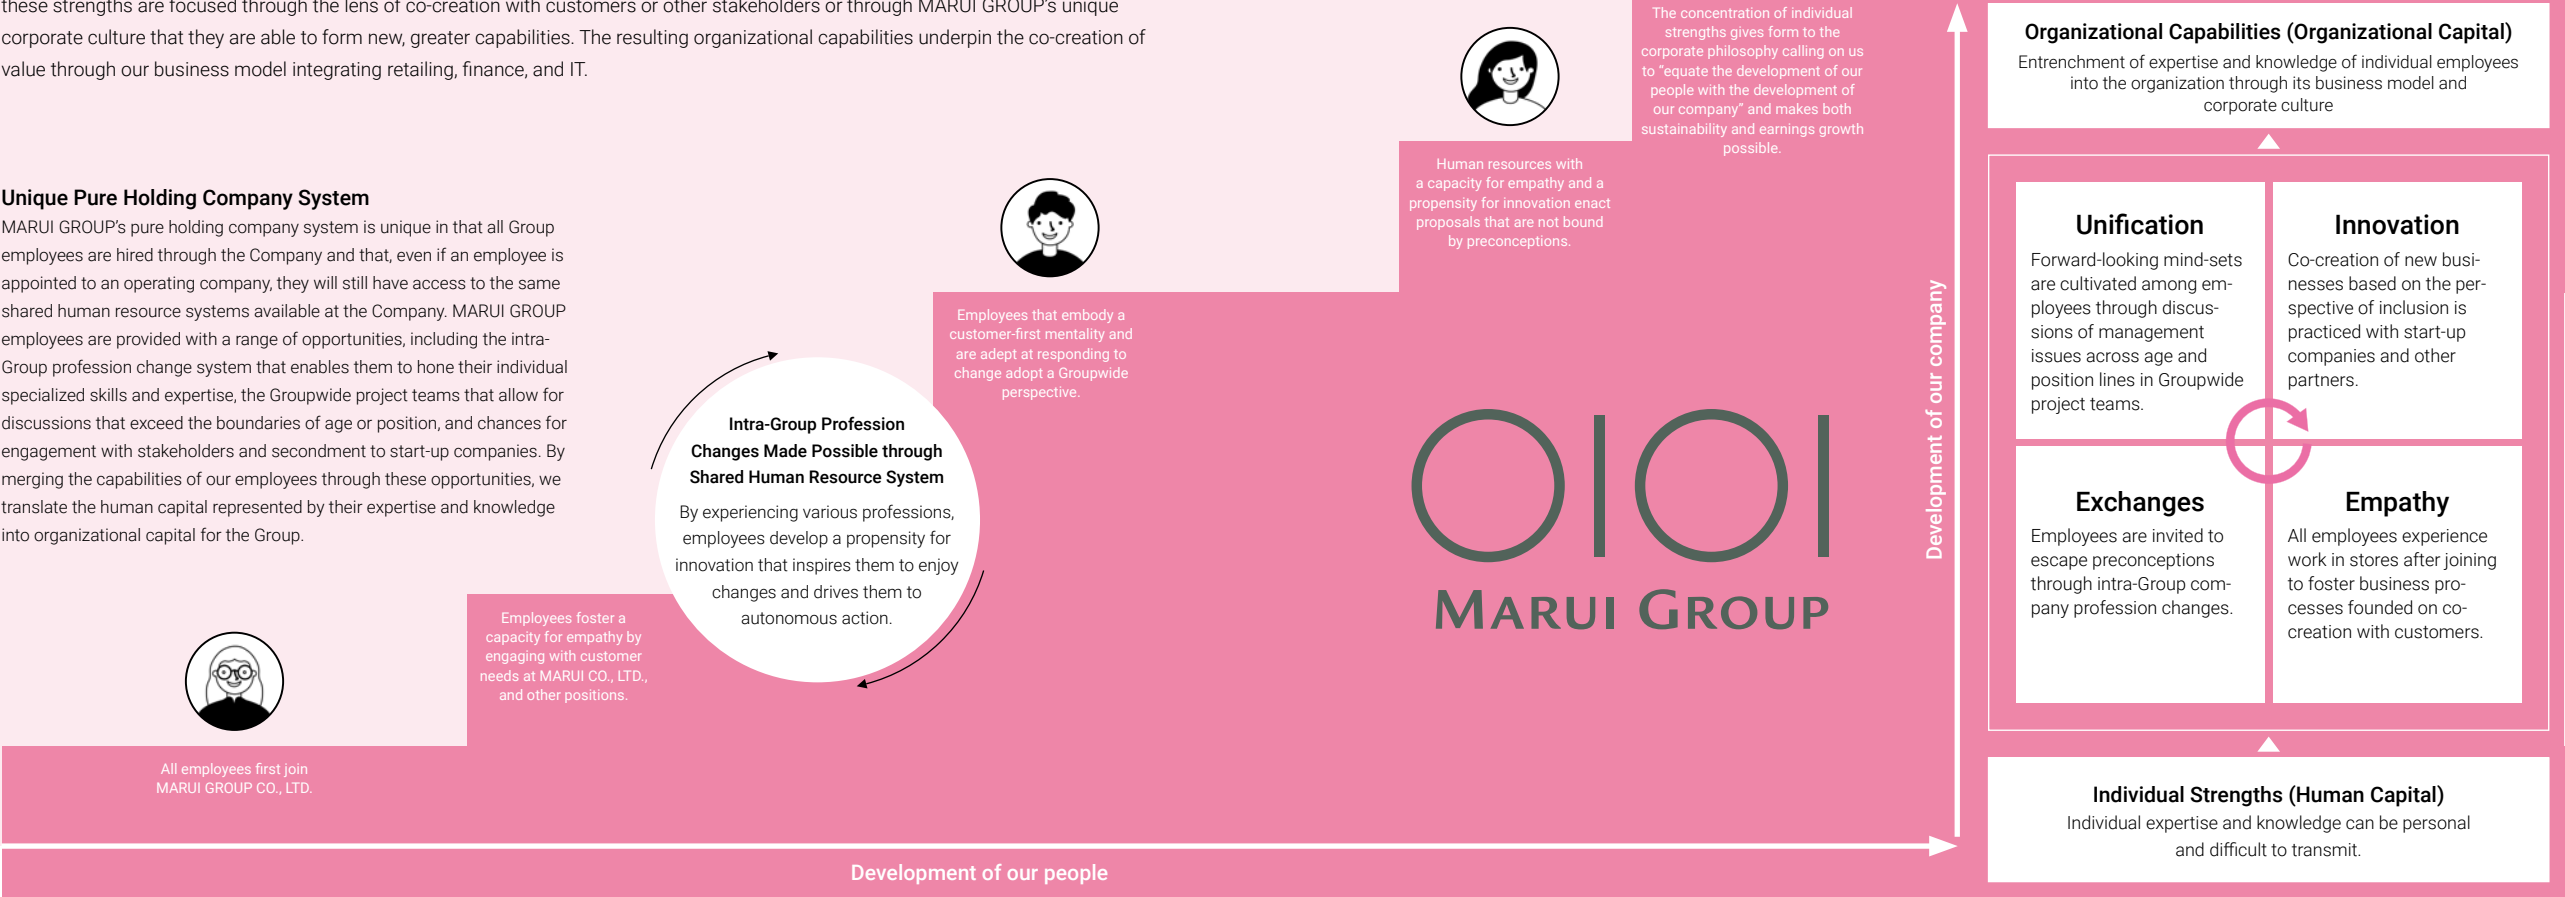 these strengths are focused through the lens of co-creation with customers or other stakeholders or through MARUI GROUP's unique
corporate culture that they are able to form new, greater capabilities. The resulting organizational capabilities underpin the co-creation of
value through our business model integrating retailing, finance, and IT.
Unique Pure Holding Company System
MARUI GROUP's pure holding company system is unique in that all Group
employees are hired through the Company and that, even if an employee is
appointed to an operating company, they will still have access to the same
shared human resource systems available at the Company. MARUI GROUP
employees are provided with a range of opportunities, including the intra-
Group profession change system that enables them to hone their individual
specialized skills and expertise, the Groupwide project teams that allow for
discussions that exceed the boundaries of age or position, and chances for
engagement with stakeholders and secondment to start-up companies. By
merging the capabilities of our employees through these opportunities, we
translate the human capital represented by their expertise and knowledge
into organizational capital for the Group.
All employees first join
MARUI GROUP CO., LTD.
Employees foster a
capacity for empathy by
engaging with customer
needs at MARUI CO., LTD.,
and other positions.
Intra-Group Profession
Changes Made Possible through
Shared Human Resource System
By experiencing various professions,
employees develop a propensity for
innovation that inspires them to enjoy
changes and drives them to
autonomous action.
Employees that embody a
customer-first mentality and
are adept at responding to
change adopt a Groupwide
perspective.
Human resources with
a capacity for empathy and a
propensity for innovation enact
proposals that are not bound
by preconceptions.
The concentration of individual
strengths gives form to the
corporate philosophy calling on us
to “equate the development of our
people with the development of
our company” and makes both
sustainability and earnings growth
possible.
OIOI
MARUI GROUP
Development of our people
Development of our company
Organizational Capabilities (Organizational Capital)
Entrenchment of expertise and knowledge of individual employees
into the organization through its business model and
corporate culture
Unification
Forward-looking mind-sets
are cultivated among em-
ployees through discus-
sions of management
issues across age and
position lines in Groupwide
project teams.
Innovation
Co-creation of new busi-
nesses based on the per-
spective of inclusion is
practiced with start-up
companies and other
partners.
Exchanges
Employees are invited to
escape preconceptions
through intra-Group com-
pany profession changes.
Empathy
All employees experience
work in stores after joining
to foster business pro-
cesses founded on co-
creation with customers.
Individual Strengths (Human Capital)
Individual expertise and knowledge can be personal
and difficult to transmit.